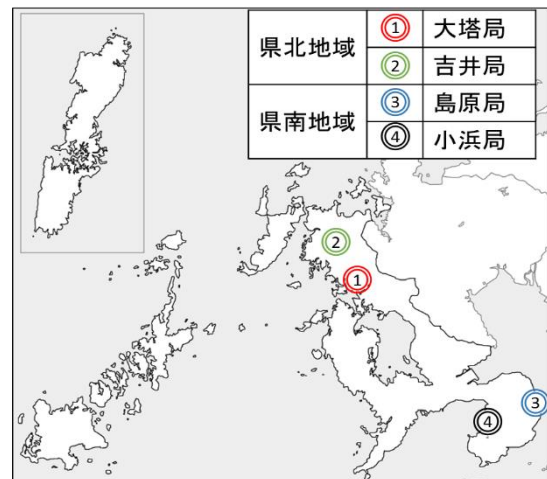 県北地域 ① 大塔局
② 吉井局
県南地域 ③ 島原局
④ 小浜局
②
①
③
④